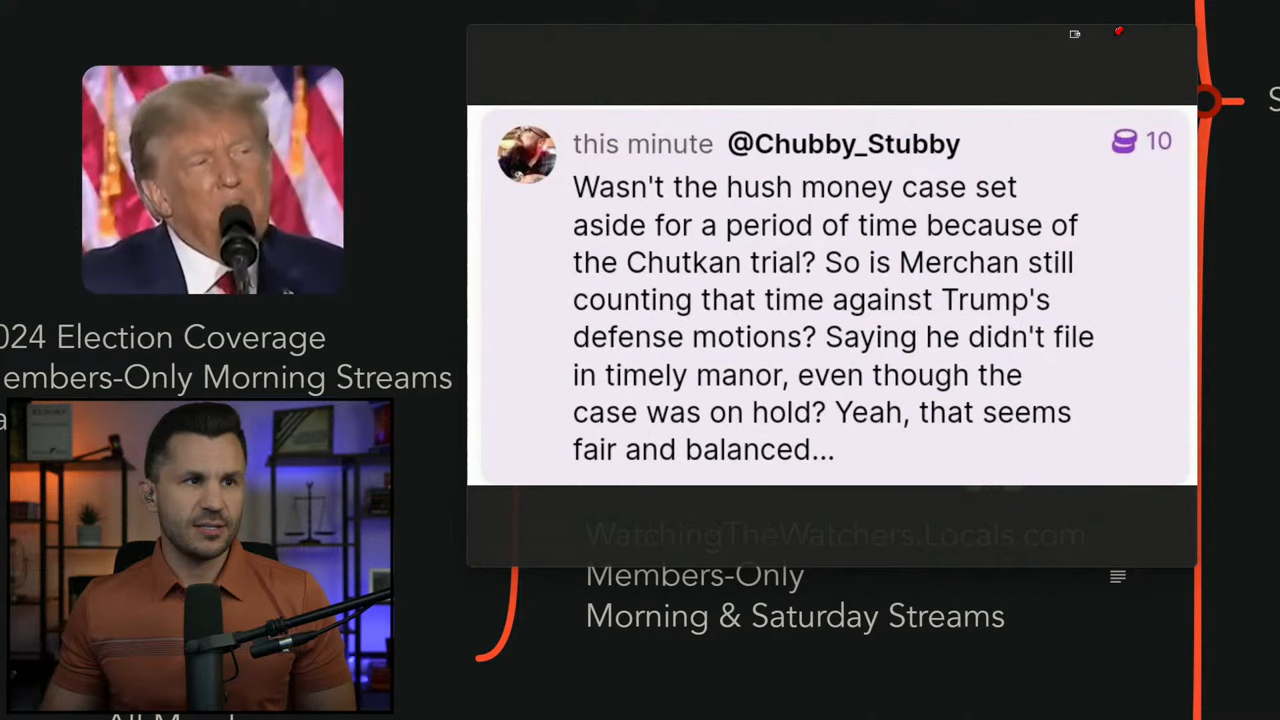 this minute @Chubby_Stubby 10
Wasn't the hush money case set
aside for a period of time because of
the Chutkan trial? So is Merchan still
counting that time against Trump's
defense motions? Saying he didn't file
in timely manor, even though the
case was on hold? Yeah, that seems
fair and balanced...
024 Election Coverage
embers-Only Morning Streams
a
WatchingTheWatchers.Locals.com
Members-Only
Morning & Saturday Streams
S